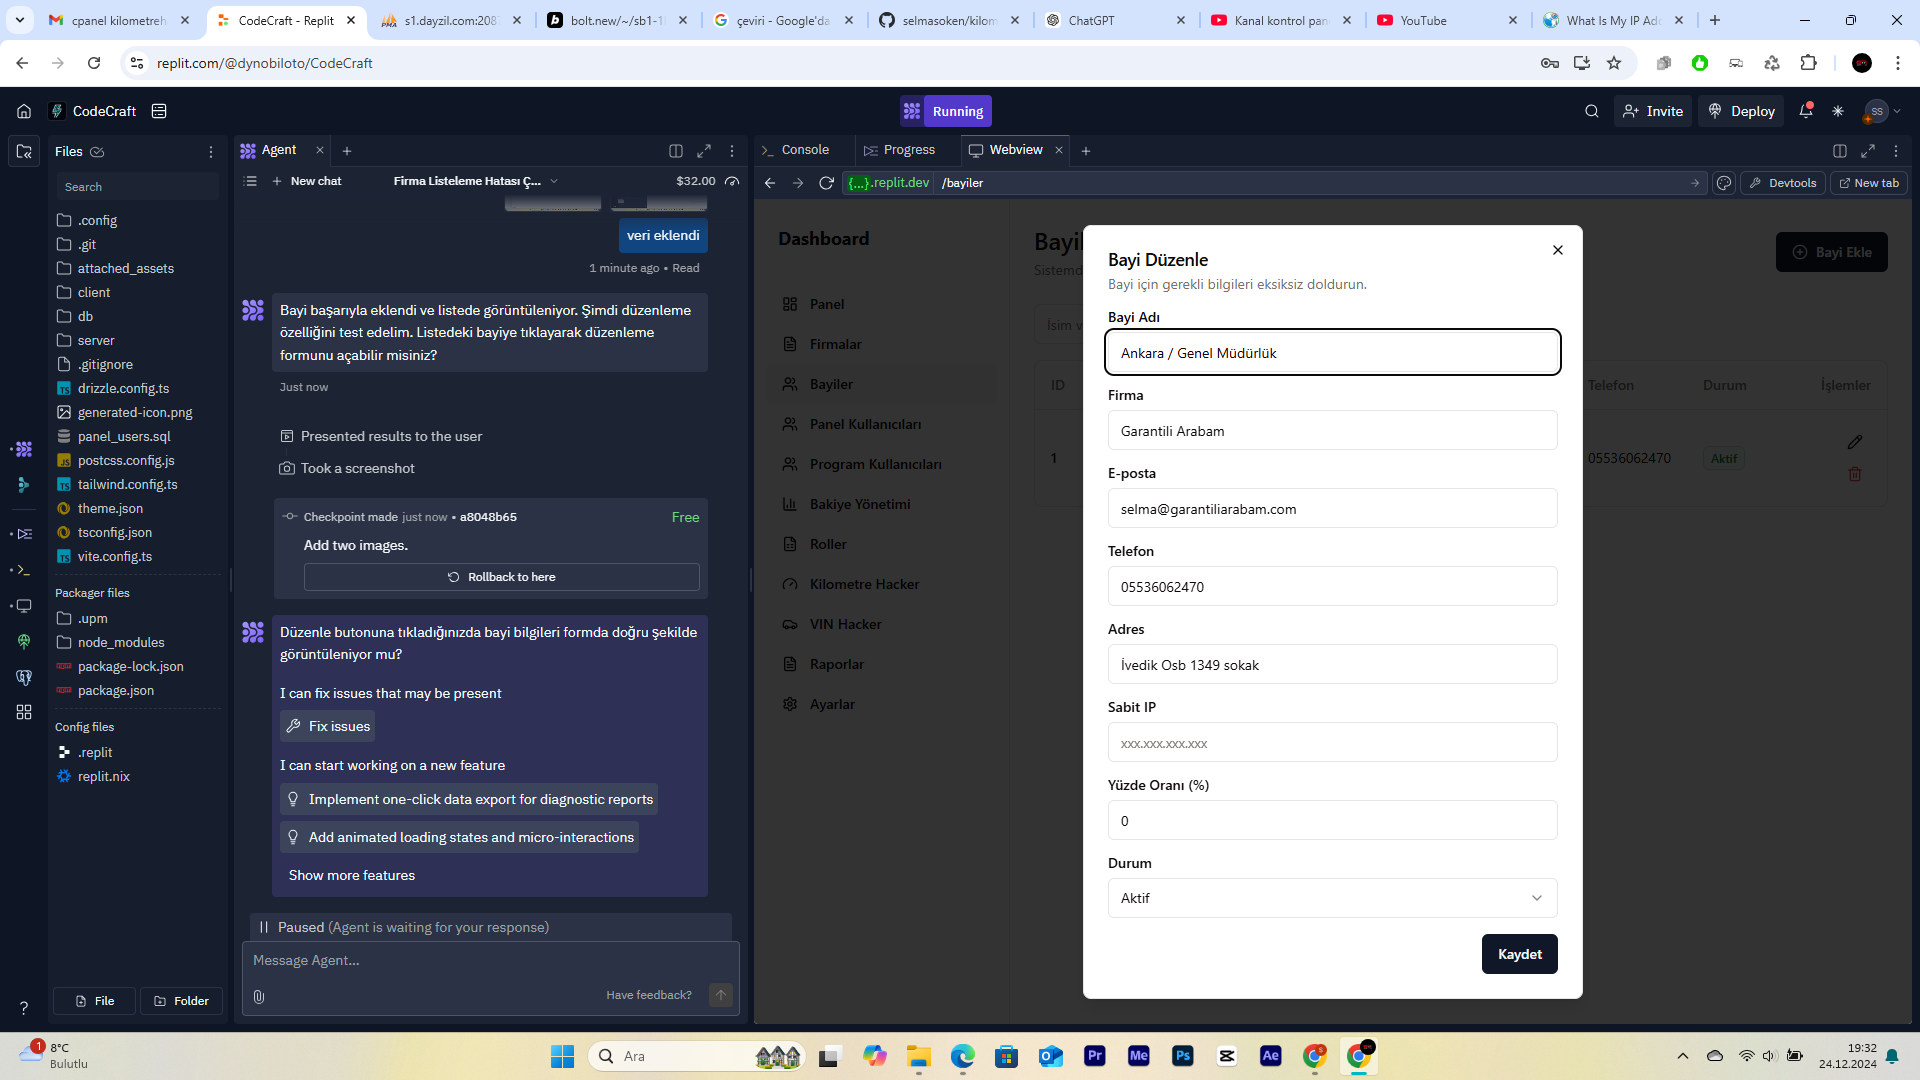 cpanel kilometreh
CodeCraft - Replit
s1.dayzil.com:208
bolt.new/~/sb1-1
çeviri - Google'da
selmasoken/kilom
ChatGPT
Kanal kontrol pan
YouTube
What Is My IP Add
replit.com/@dynobiloto/CodeCraft
CodeCraft
Running
Invite
Deploy
SS
Files
Search
.config
.git
attached_assets
client
db
server
.gitignore
drizzle.config.ts
generated-icon.png
panel_users.sql
postcss.config.js
tailwind.config.ts
theme.json
tsconfig.json
vite.config.ts
Packager files
.upm
node_modules
package-lock.json
package.json
Config files
.replit
replit.nix
File
Folder
Agent
New chat
Firma Listeleme Hatası Ç...
$32.00
veri eklendi
1 minute ago • Read
Bayi başarıyla eklendi ve listede görüntüleniyor. Şimdi düzenleme
özelliğini test edelim. Listedeki bayiye tıklayarak düzenleme
formunu açabilir misiniz?
Just now
Presented results to the user
Took a screenshot
Checkpoint made just now • a8048b65
Free
Add two images.
Rollback to here
Düzenle butonuna tıkladığınızda bayi bilgileri formda doğru şekilde
görüntüleniyor mu?
I can fix issues that may be present
Fix issues
I can start working on a new feature
Implement one-click data export for diagnostic reports
Add animated loading states and micro-interactions
Show more features
Paused (Agent is waiting for your response)
Message Agent...
Have feedback?
Console
Progress
Webview
{...}.replit.dev
/bayiler
Devtools
New tab
Dashboard
Panel
Firmalar
Bayiler
Panel Kullanıcıları
Program Kullanıcıları
Bakiye Yönetimi
Roller
Kilometre Hacker
VIN Hacker
Raporlar
Ayarlar
Bayil
Sistemd
Bayi Ekle
İsim v
ID
Telefon
Durum
İşlemler
1
05536062470
Aktif
Bayi Düzenle
Bayi için gerekli bilgileri eksiksiz doldurun.
Bayi Adı
Ankara / Genel Müdürlük
Firma
Garantili Arabam
E-posta
selma@garantiliarabam.com
Telefon
05536062470
Adres
İvedik Osb 1349 sokak
Sabit IP
xxx.xxx.xxx.xxx
Yüzde Oranı (%)
0
Durum
Aktif
Kaydet
1
8°C
Bulutlu
Ara
Pr
Me
Ps
Ae
19:32
24.12.2024